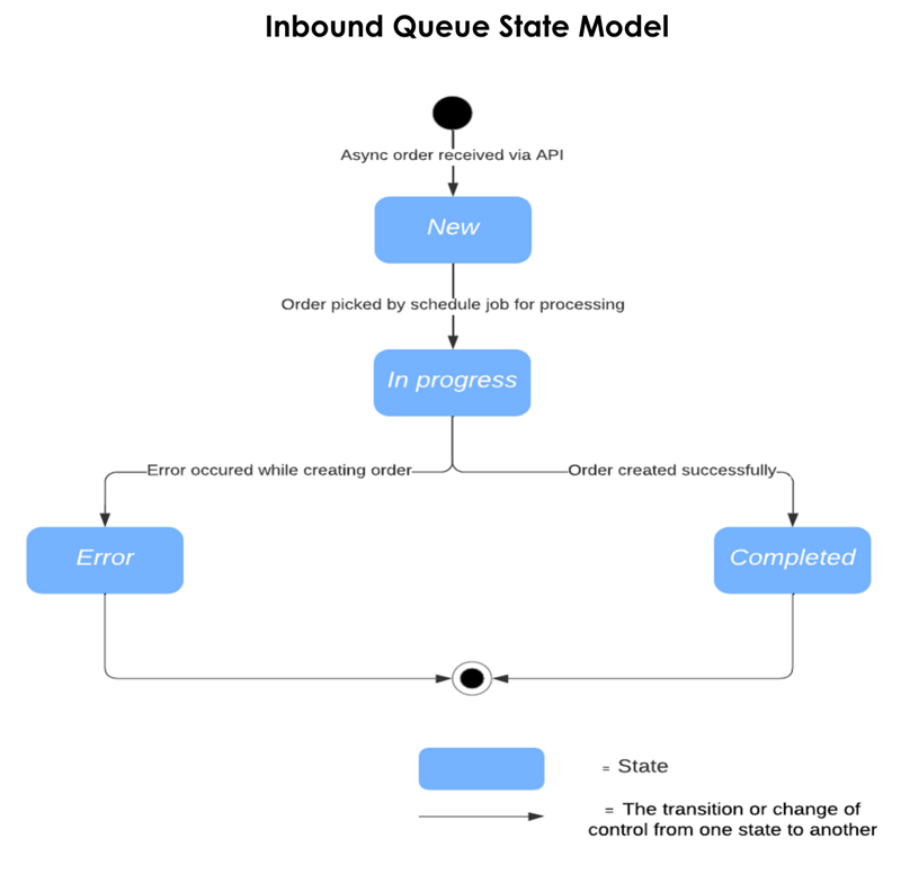 Inbound Queue State Model
Async order received via API
New
Order picked by schedule job for processing
In progress
Error occured while creating order
Order created successfully
Error
Completed
= State
= The transition or change of
control from one state to another